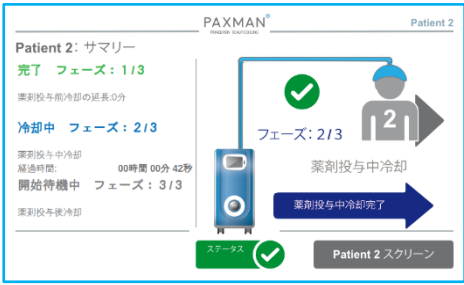 PAXMAN®
PIONEERING SCALP COOLING
Patient 2
Patient 2: サマリー
完了 フェーズ: 1/3
薬剤投与前冷却の延長:0分
冷却中 フェーズ: 2/3
薬剤投与中冷却
経過時間: 00時間 00分 42秒
開始待機中 フェーズ: 3/3
薬剤投与後冷却
2
フェーズ: 2/3
薬剤投与中冷却
薬剤投与中冷却完了
ステータス
Patient 2 スクリーン